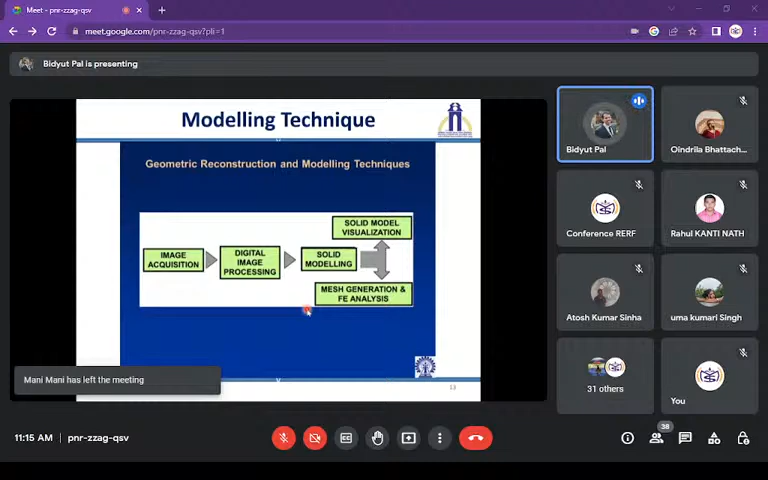 Meet - pnr-zzag-qsv
meet.google.com/pnr-zzag-qsv?pli=1
Bidyut Pal is presenting
Modelling Technique
Geometric Reconstruction and Modelling Techniques
IMAGE
ACQUISITION
DIGITAL
IMAGE
PROCESSING
SOLID
MODELLING
SOLID MODEL
VISUALIZATION
MESH GENERATION &
FE ANALYSIS
13
Mani Mani has left the meeting
Bidyut Pal
Oindrila Bhattach...
Conference RERF
Rahul KANTI NATH
Atosh Kumar Sinha
uma kumari Singh
31 others
You
11:15 AM | pnr-zzag-qsv
38